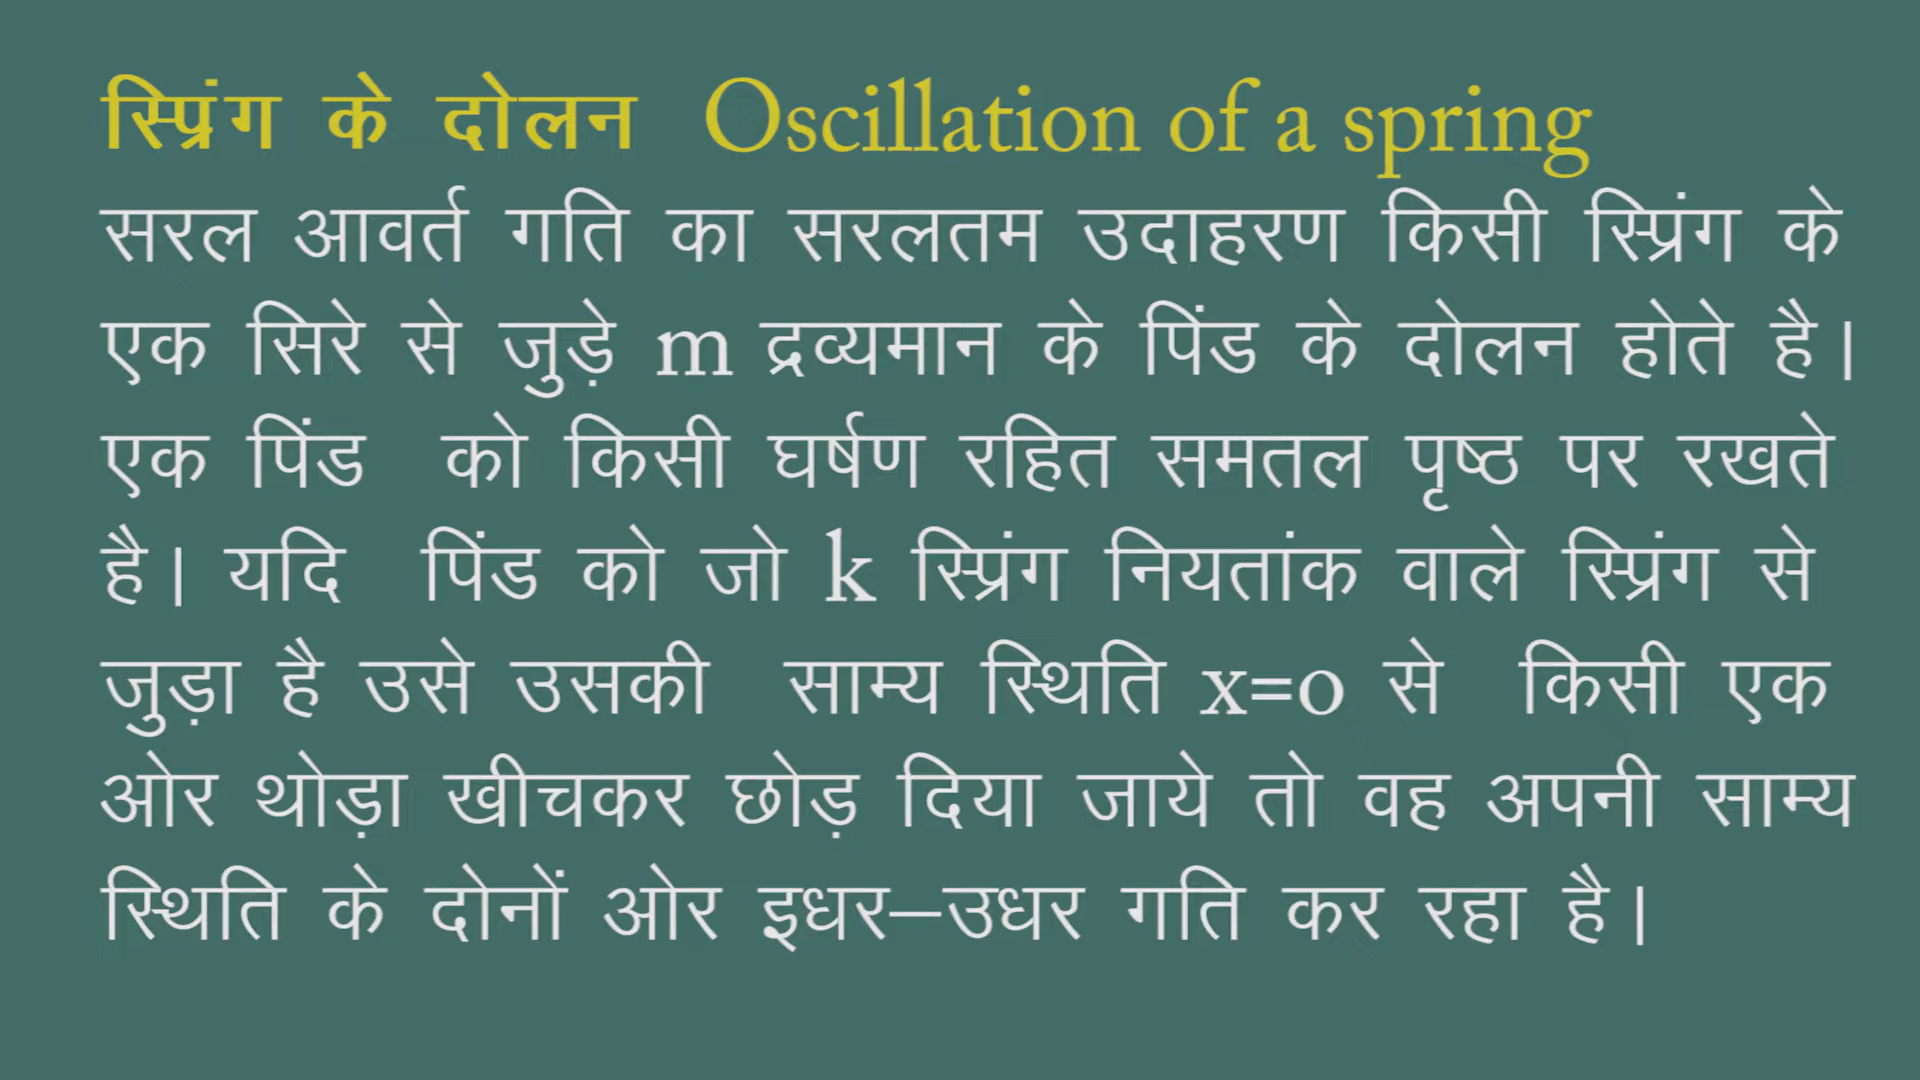 स्प्रिंग के दोलन Oscillation of a spring
सरल आवर्त गति का सरलतम उदाहरण किसी स्प्रिंग के
एक सिरे से जुड़े m द्रव्यमान के पिंड के दोलन होते है।
एक पिंड को किसी घर्षण रहित समतल पृष्ठ पर रखते
है। यदि पिंड को जो k स्प्रिंग नियतांक वाले स्प्रिंग से
जुड़ा है उसे उसकी साम्य स्थिति x=o से किसी एक
ओर थोड़ा खीचकर छोड़ दिया जाये तो वह अपनी साम्य
स्थिति के दोनों ओर इधर–उधर गति कर रहा है।